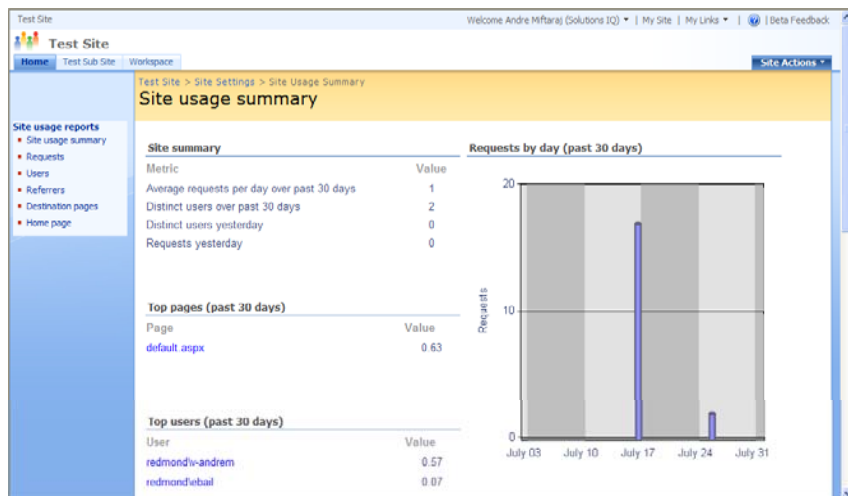 Test Site
Welcome Andre Miftaraj (Solutions IQ) | My Site | My Links | | Beta Feedback
Test Site
Home Test Sub Site Workspace
Site Actions
Test Site > Site Settings > Site Usage Summary
Site usage summary
Site usage reports
Site usage summary
Requests
Users
Referrers
Destination pages
Home page
Site summary
Metric Value
Average requests per day over past 30 days 1
Distinct users over past 30 days 2
Distinct users yesterday 0
Requests yesterday 0
Top pages (past 30 days)
Page Value
default.aspx 0.63
Top users (past 30 days)
User Value
redmond\v-andrem 0.57
redmond\ebail 0.07
Requests by day (past 30 days)
20
10
0
Requests
July 03 July 10 July 17 July 24 July 31